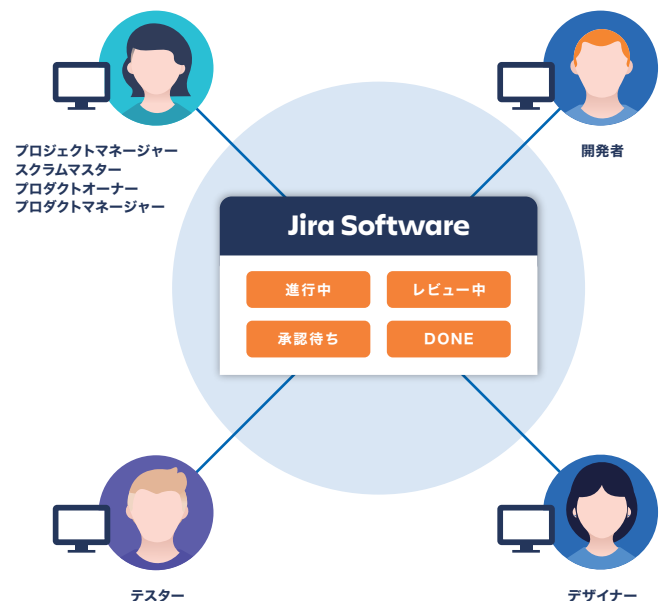 プロジェクトマネージャー
スクラムマスター
プロダクトオーナー
プロダクトマネージャー
開発者
Jira Software
進行中
レビュー中
承認待ち
DONE
テスター
デザイナー